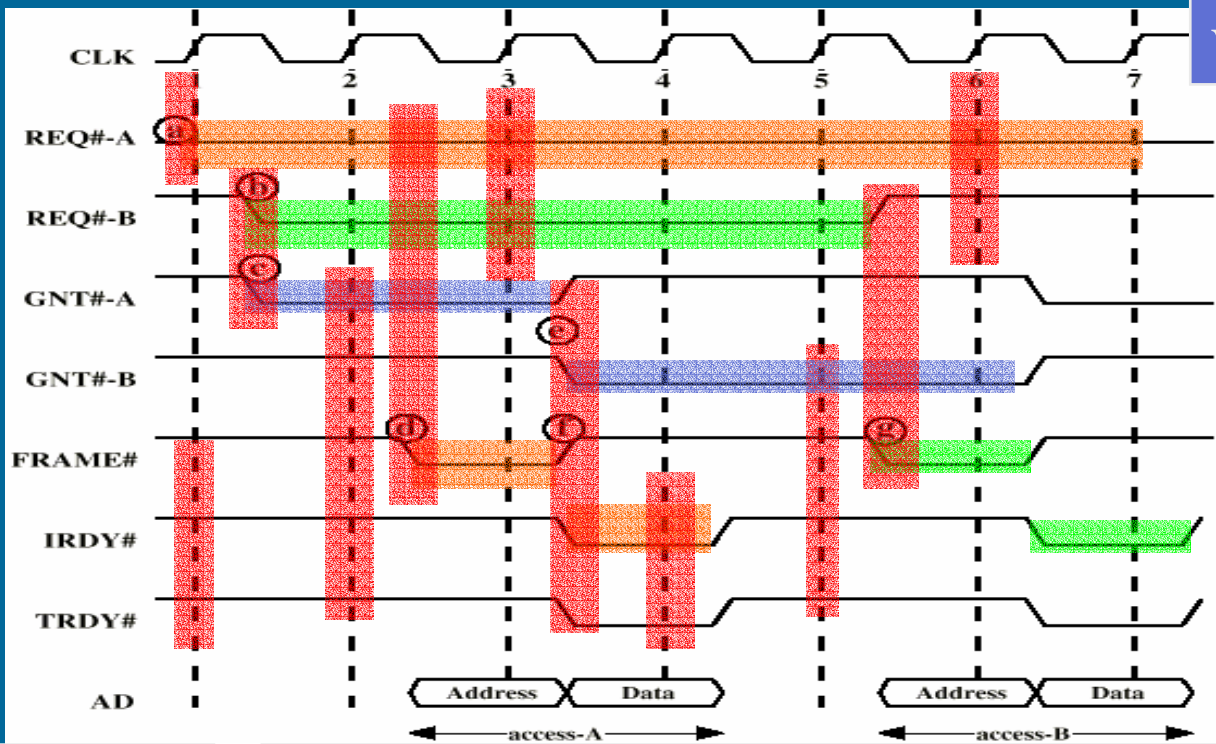 CLK
1 2 3 4 5 6 7
a
REQ#-A
b
REQ#-B
c
GNT#-A
e
GNT#-B
d f g
FRAME#
IRDY#
TRDY#
AD Address Data Address Data
access-A access-B